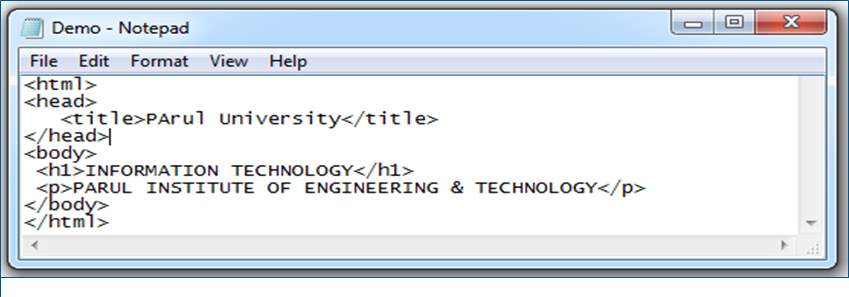 Demo - Notepad
File Edit Format View Help
<html>
<head>
<title>PArul University</title>
</head>
<body>
<h1>INFORMATION TECHNOLOGY</h1>
<p>PARUL INSTITUTE OF ENGINEERING & TECHNOLOGY</p>
</body>
</html>